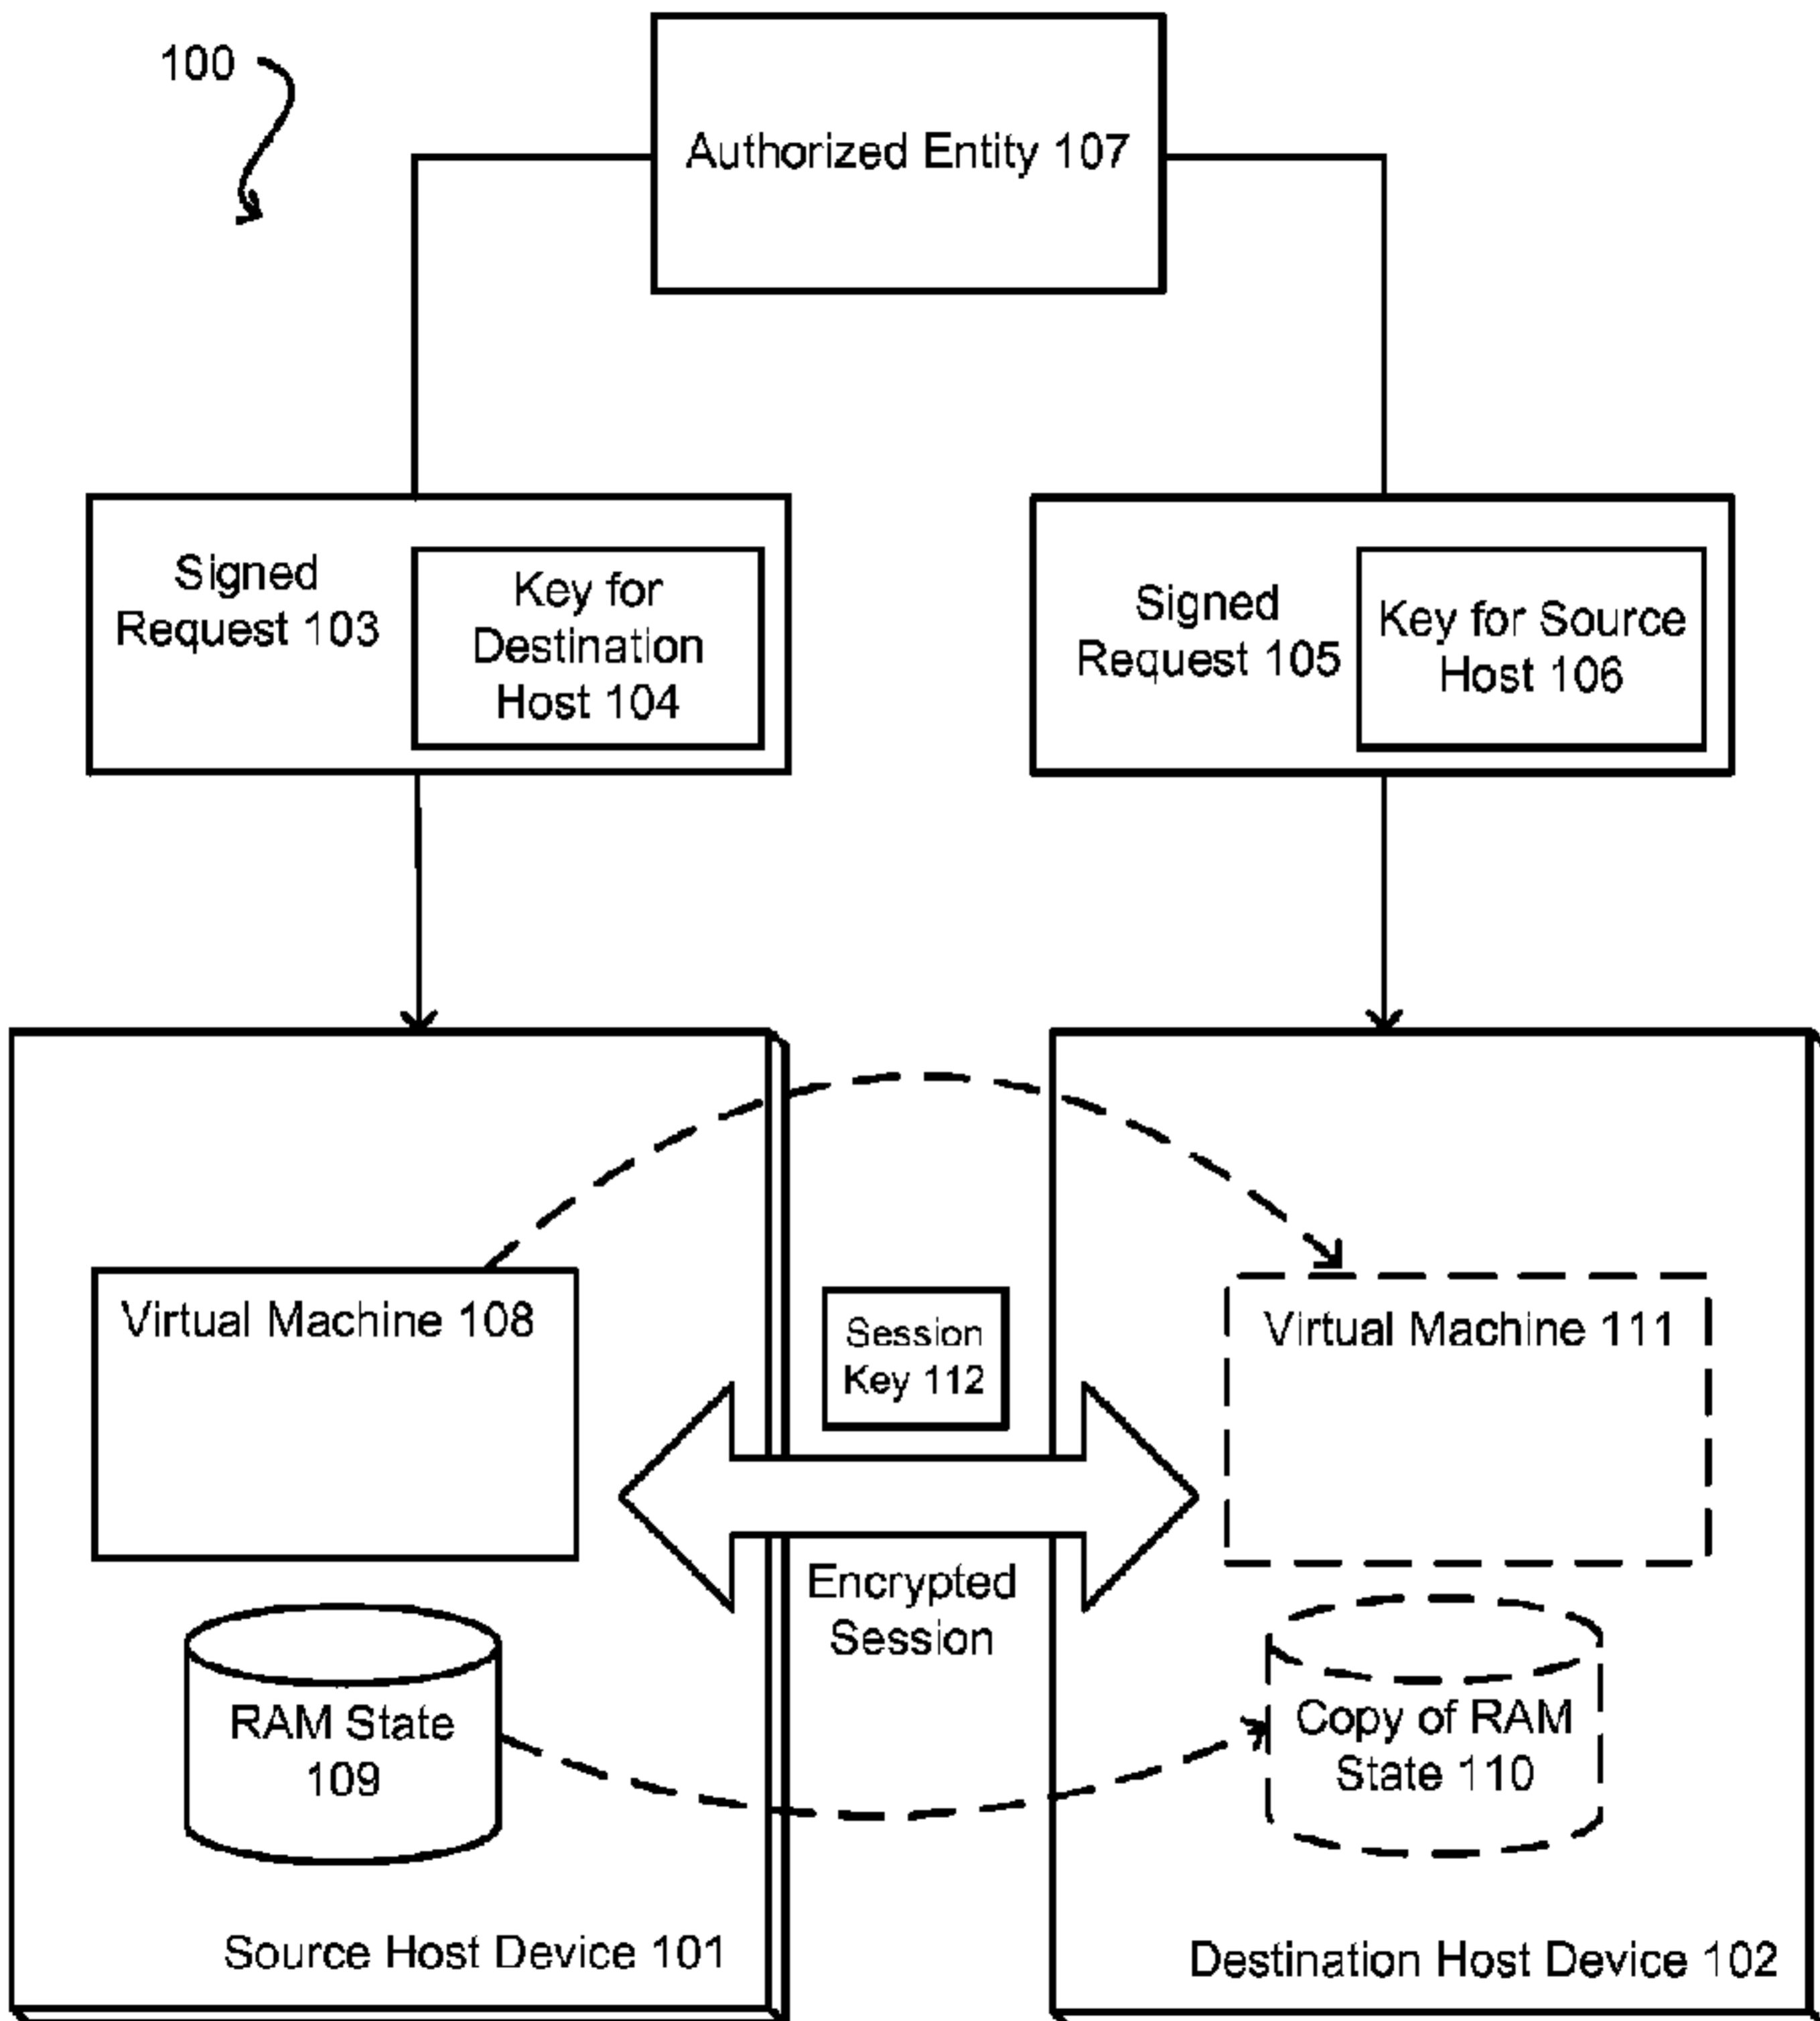 100
Authorized Entity 107
Signed
Request 103
Key for
Destination
Host 104
Signed
Request 105
Key for Source
Host 106
Virtual Machine 108
Session
Key 112
Virtual Machine 111
Encrypted
Session
RAM State
109
Copy of RAM
State 110
Source Host Device 101
Destination Host Device 102